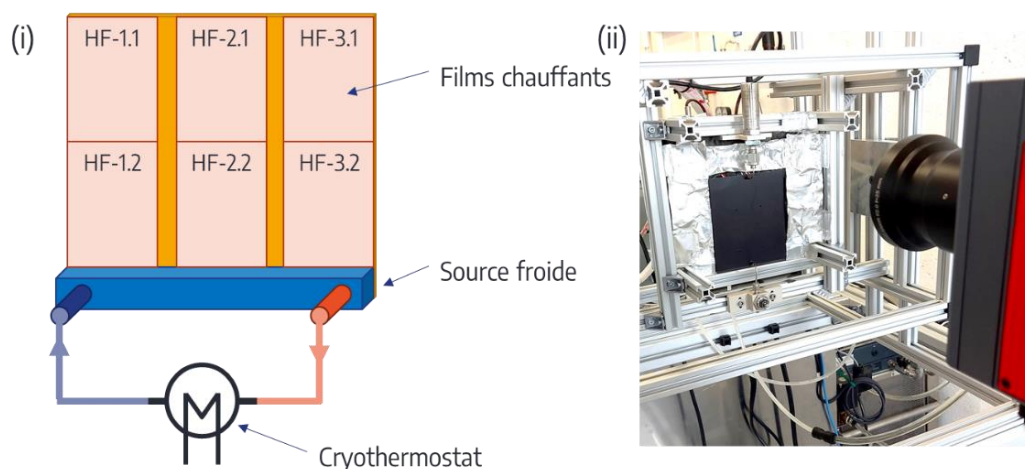 (i)
HF-1.1
HF-2.1
HF-3.1
Films chauffants
HF-1.2
HF-2.2
HF-3.2
Source froide
Cryothermostat
(ii)